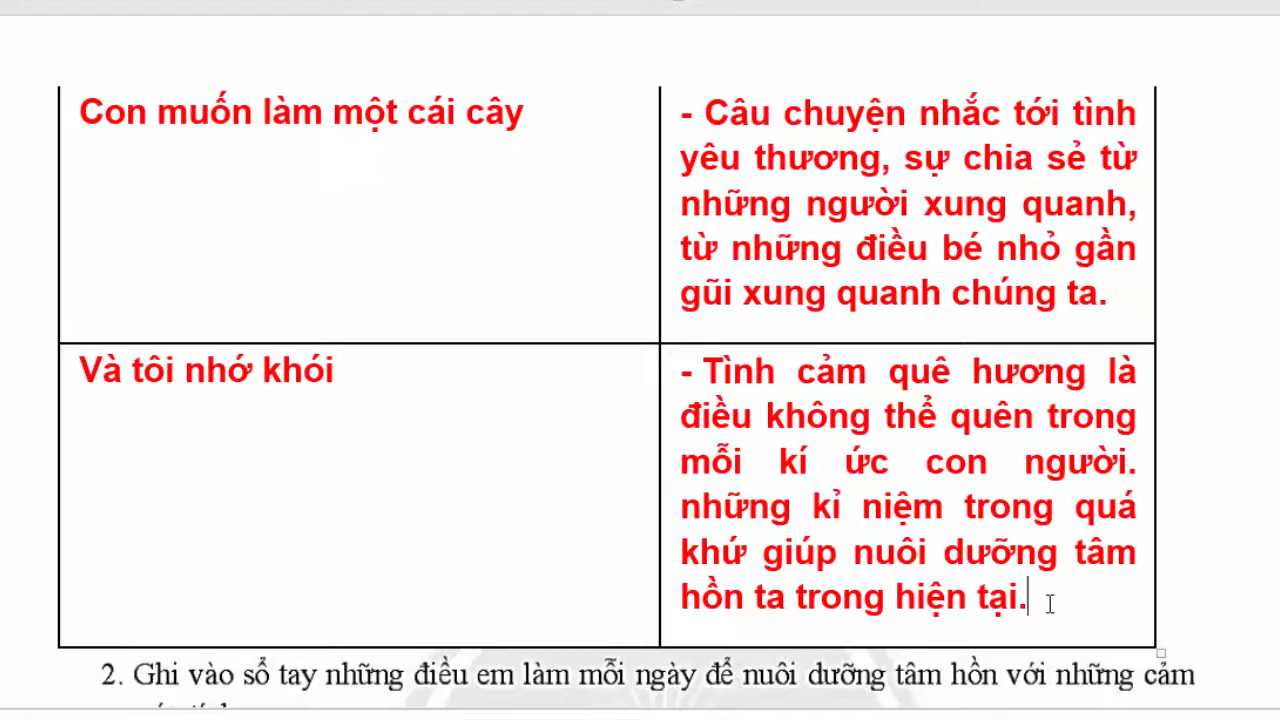 Con muốn làm một cái cây
- Câu chuyện nhắc tới tình
yêu thương, sự chia sẻ từ
những người xung quanh,
từ những điều bé nhỏ gần
gũi xung quanh chúng ta.
Và tôi nhớ khói
- Tình cảm quê hương là
điều không thể quên trong
mỗi kí ức con người.
những kỉ niệm trong quá
khứ giúp nuôi dưỡng tâm
hồn ta trong hiện tại.
2. Ghi vào sổ tay những điều em làm mỗi ngày để nuôi dưỡng tâm hồn với những cảm